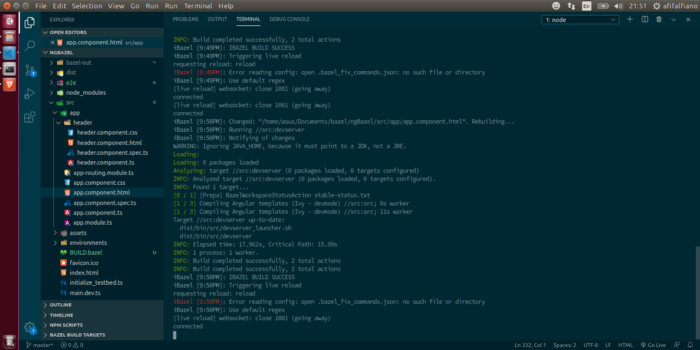 File Edit Selection View Go Run Terminal Help
21:51
afifalfiano
EXPLORER
OPEN EDITORS
app.component.html src/app
NGBAZEL
bazel-out
dist
e2e
node_modules
src
app
header
header.component.css
header.component.html
header.component.spec.ts
header.component.ts
app-routing.module.ts
app.component.css
app.component.html
app.component.spec.ts
app.component.ts
app.module.ts
assets
environments
BUILD.bazel
favicon.ico
index.html
initialize_testbed.ts
main.dev.ts
OUTLINE
TIMELINE
NPM SCRIPTS
BAZEL BUILD TARGETS
PROBLEMS OUTPUT TERMINAL DEBUG CONSOLE
1: node
INFO: Build completed successfully, 2 total actions
iBazel [9:49PM]: IBAZEL BUILD SUCCESS
iBazel [9:49PM]: Triggering live reload
requesting reload: reload
iBazel [9:49PM]: Error reading config: open .bazel_fix_commands.json: no such file or directory
iBazel [9:49PM]: Use default regex
[live reload] websocket: close 1001 (going away)
connected
[live reload] websocket: close 1001 (going away)
connected
iBazel [9:50PM]: Changed: "/home/asus/Documents/bazel/ngBazel/src/app/app.component.html". Rebuilding...
iBazel [9:50PM]: Running //src:devserver
iBazel [9:50PM]: Notifying of changes
WARNING: Ignoring JAVA_HOME, because it must point to a JDK, not a JRE.
Loading:
Loading: 0 packages loaded
Analyzing: target //src:devserver (0 packages loaded, 0 targets configured)
INFO: Analyzed target //src:devserver (0 packages loaded, 0 targets configured).
INFO: Found 1 target...
[0 / 1] [Prepa] BazelWorkspaceStatusAction stable-status.txt
[1 / 3] Compiling Angular templates (Ivy - devmode) //src:src; 0s worker
[1 / 3] Compiling Angular templates (Ivy - devmode) //src:src; 11s worker
Target //src:devserver up-to-date:
dist/bin/src/devserver_launcher.sh
dist/bin/src/devserver
INFO: Elapsed time: 17.962s, Critical Path: 15.99s
INFO: 1 process: 1 worker.
INFO: Build completed successfully, 2 total actions
INFO: Build completed successfully, 2 total actions
iBazel [9:50PM]: IBAZEL BUILD SUCCESS
iBazel [9:50PM]: Triggering live reload
requesting reload: reload
iBazel [9:50PM]: Error reading config: open .bazel_fix_commands.json: no such file or directory
iBazel [9:50PM]: Use default regex
[live reload] websocket: close 1001 (going away)
connected
master*
0 0
Ln 332, Col 1 Spaces: 2 UTF-8 LF HTML Go Live